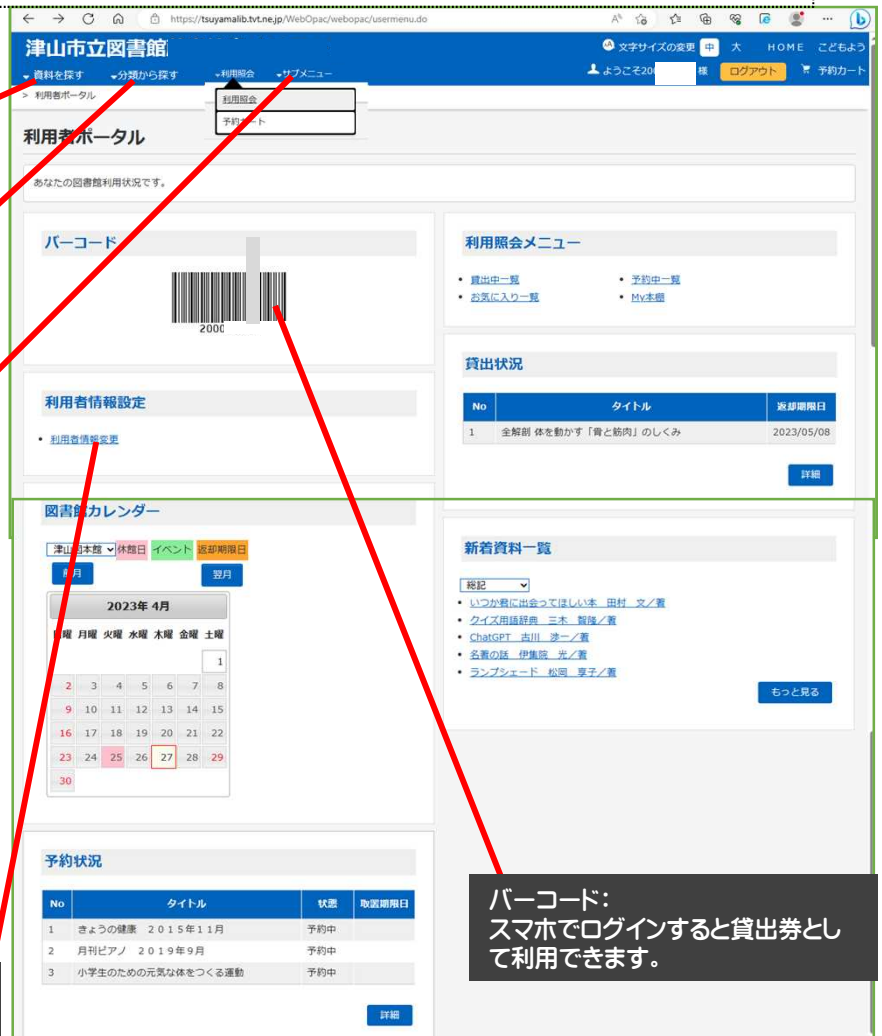 https://tsuyamalib.tvt.ne.jp/WebOpac/webopac/usermenu.do
津山市立図書館
文字サイズの変更 中 大 HOME こどもよう
資料を探す 分類から探す 利用照会 サブメニュー
ようこそ200 様 ログアウト 予約カート
> 利用者ポータル
利用照会
予約カート
利用者ポータル
あなたの図書館利用状況です。
バーコード
2000
利用者情報設定
・ 利用者情報変更
利用照会メニュー
・ 貸出中一覧 ・ 予約中一覧
・ お気に入り一覧 ・ My本棚
貸出状況
No タイトル 返却期限日
1 全解剖 体を動かす「骨と筋肉」のしくみ 2023/05/08
詳細
図書館カレンダー
津山図本館 休館日 イベント 返却期限日
前月 翌月
2023年 4月
日曜 月曜 火曜 水曜 木曜 金曜 土曜
1
2 3 4 5 6 7 8
9 10 11 12 13 14 15
16 17 18 19 20 21 22
23 24 25 26 27 28 29
30
新着資料一覧
総記
・ いつか君に出会ってほしい本 田村 文/著
・ クイズ用語辞典 三木 智隆/著
・ ChatGPT 古川 渉一/著
・ 名著の話 伊集院 光/著
・ ランプシェード 松岡 享子/著
もっと見る
予約状況
No タイトル 状態 取置期限日
1 きょうの健康 2015年11月 予約中
2 月刊ピアノ 2019年9月 予約中
3 小学生のための元気な体をつくる運動 予約中
詳細
バーコード:
スマホでログインすると貸出券とし
て利用できます。